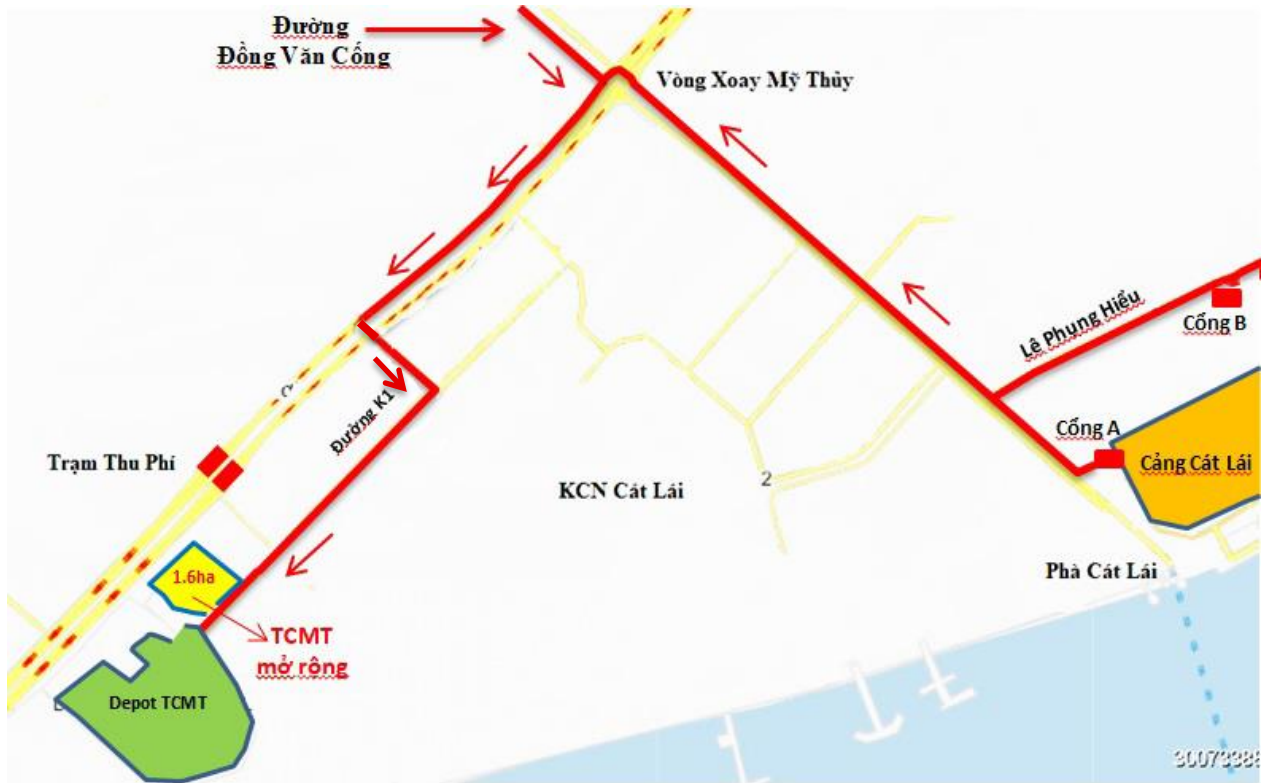 Đường
Đồng Văn Cống
Vòng Xoay Mỹ Thủy
Lê Phụng Hiểu
Cổng B
Đường K1
Cổng A
Trạm Thu Phí
Cảng Cát Lái
KCN Cát Lái
2
Phà Cát Lái
1.6ha
TCMT
mở rộng
Depot TCMT